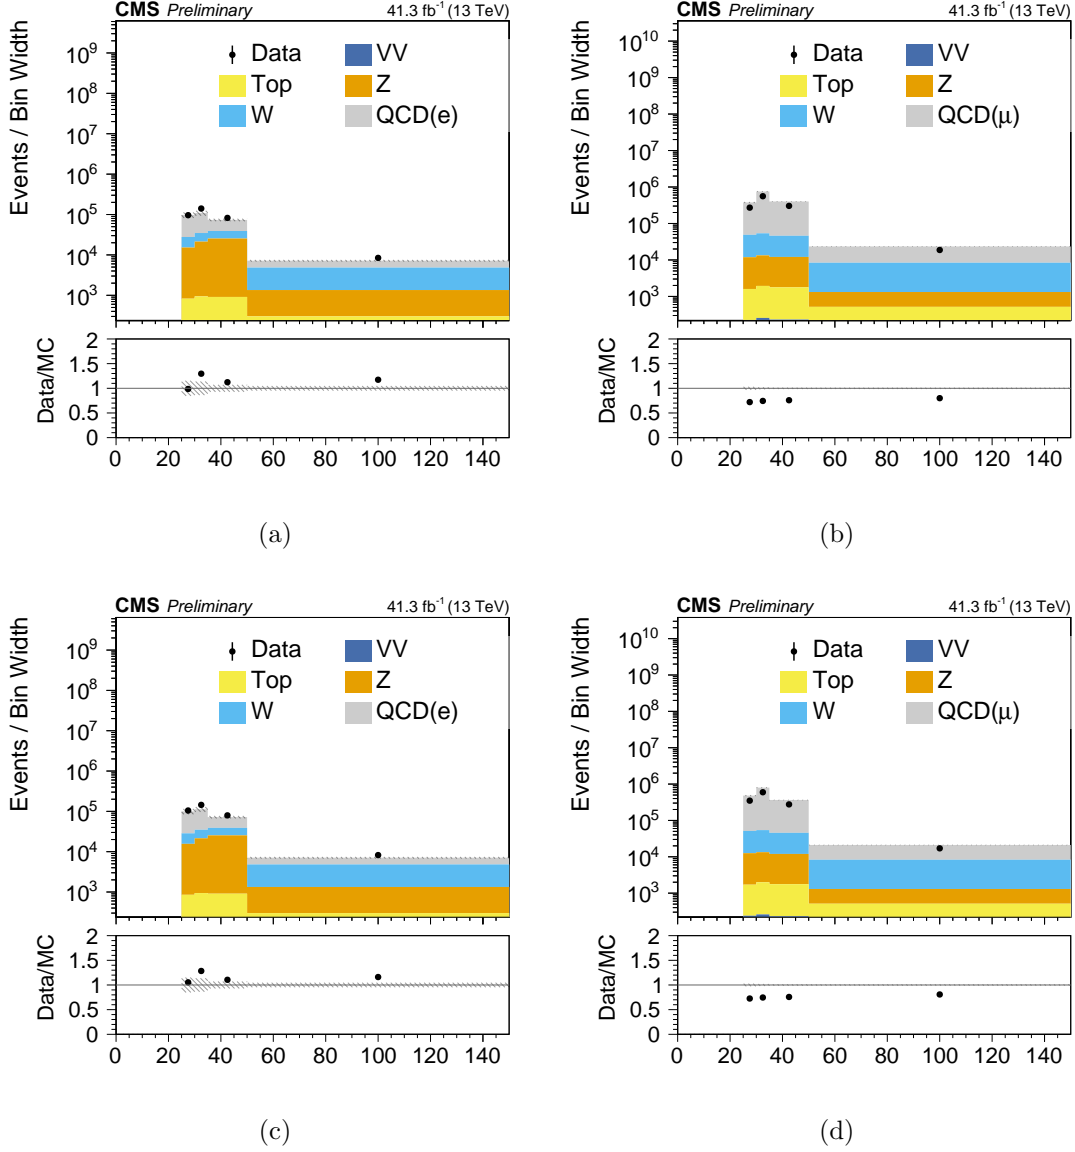 CMS Preliminary 41.3 fb⁻¹ (13 TeV)
Events / Bin Width
10⁹
10⁸
10⁷
10⁶
10⁵
10⁴
10³
Data VV
Top Z
W QCD(e)
Data/MC
2
1.5
1
0.5
0
0 20 40 60 80 100 120 140
(a)
CMS Preliminary 41.3 fb⁻¹ (13 TeV)
Events / Bin Width
10¹⁰
10⁹
10⁸
10⁷
10⁶
10⁵
10⁴
10³
Data VV
Top Z
W QCD(μ)
Data/MC
2
1.5
1
0.5
0
0 20 40 60 80 100 120 140
(b)
CMS Preliminary 41.3 fb⁻¹ (13 TeV)
Events / Bin Width
10⁹
10⁸
10⁷
10⁶
10⁵
10⁴
10³
Data VV
Top Z
W QCD(e)
Data/MC
2
1.5
1
0.5
0
0 20 40 60 80 100 120 140
(c)
CMS Preliminary 41.3 fb⁻¹ (13 TeV)
Events / Bin Width
10¹⁰
10⁹
10⁸
10⁷
10⁶
10⁵
10⁴
10³
Data VV
Top Z
W QCD(μ)
Data/MC
2
1.5
1
0.5
0
0 20 40 60 80 100 120 140
(d)